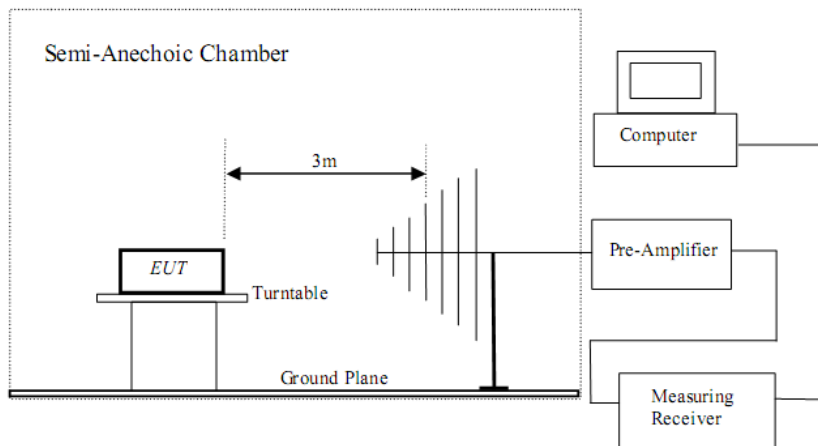 Semi-Anechoic Chamber
3m
Computer
EUT
Pre-Amplifier
Turntable
Ground Plane
Measuring
Receiver